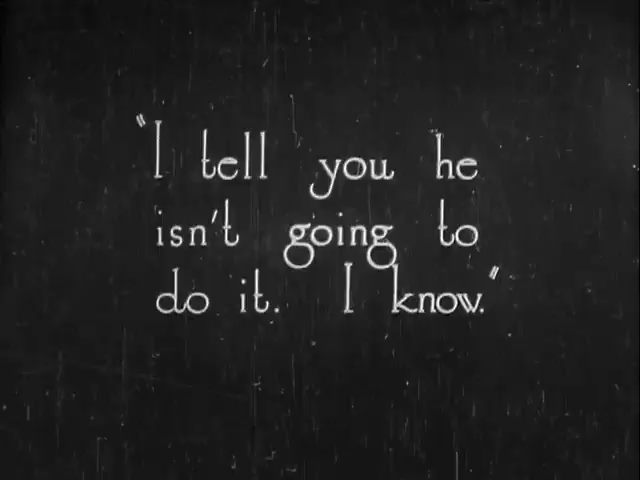 "I tell you he
isn't going to
do it. I know."